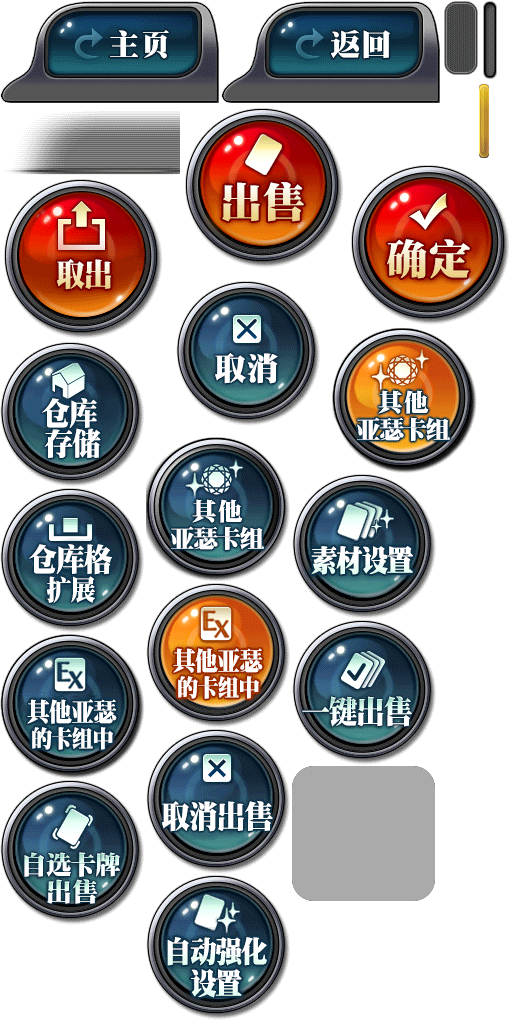 主页
返回
出售
取出
确定
取消
仓库
存储
其他
亚瑟卡组
其他
亚瑟卡组
仓库格
扩展
素材设置
EX
其他亚瑟
的卡组中
EX
其他亚瑟
的卡组中
一键出售
取消出售
自选卡牌
出售
自动强化
设置